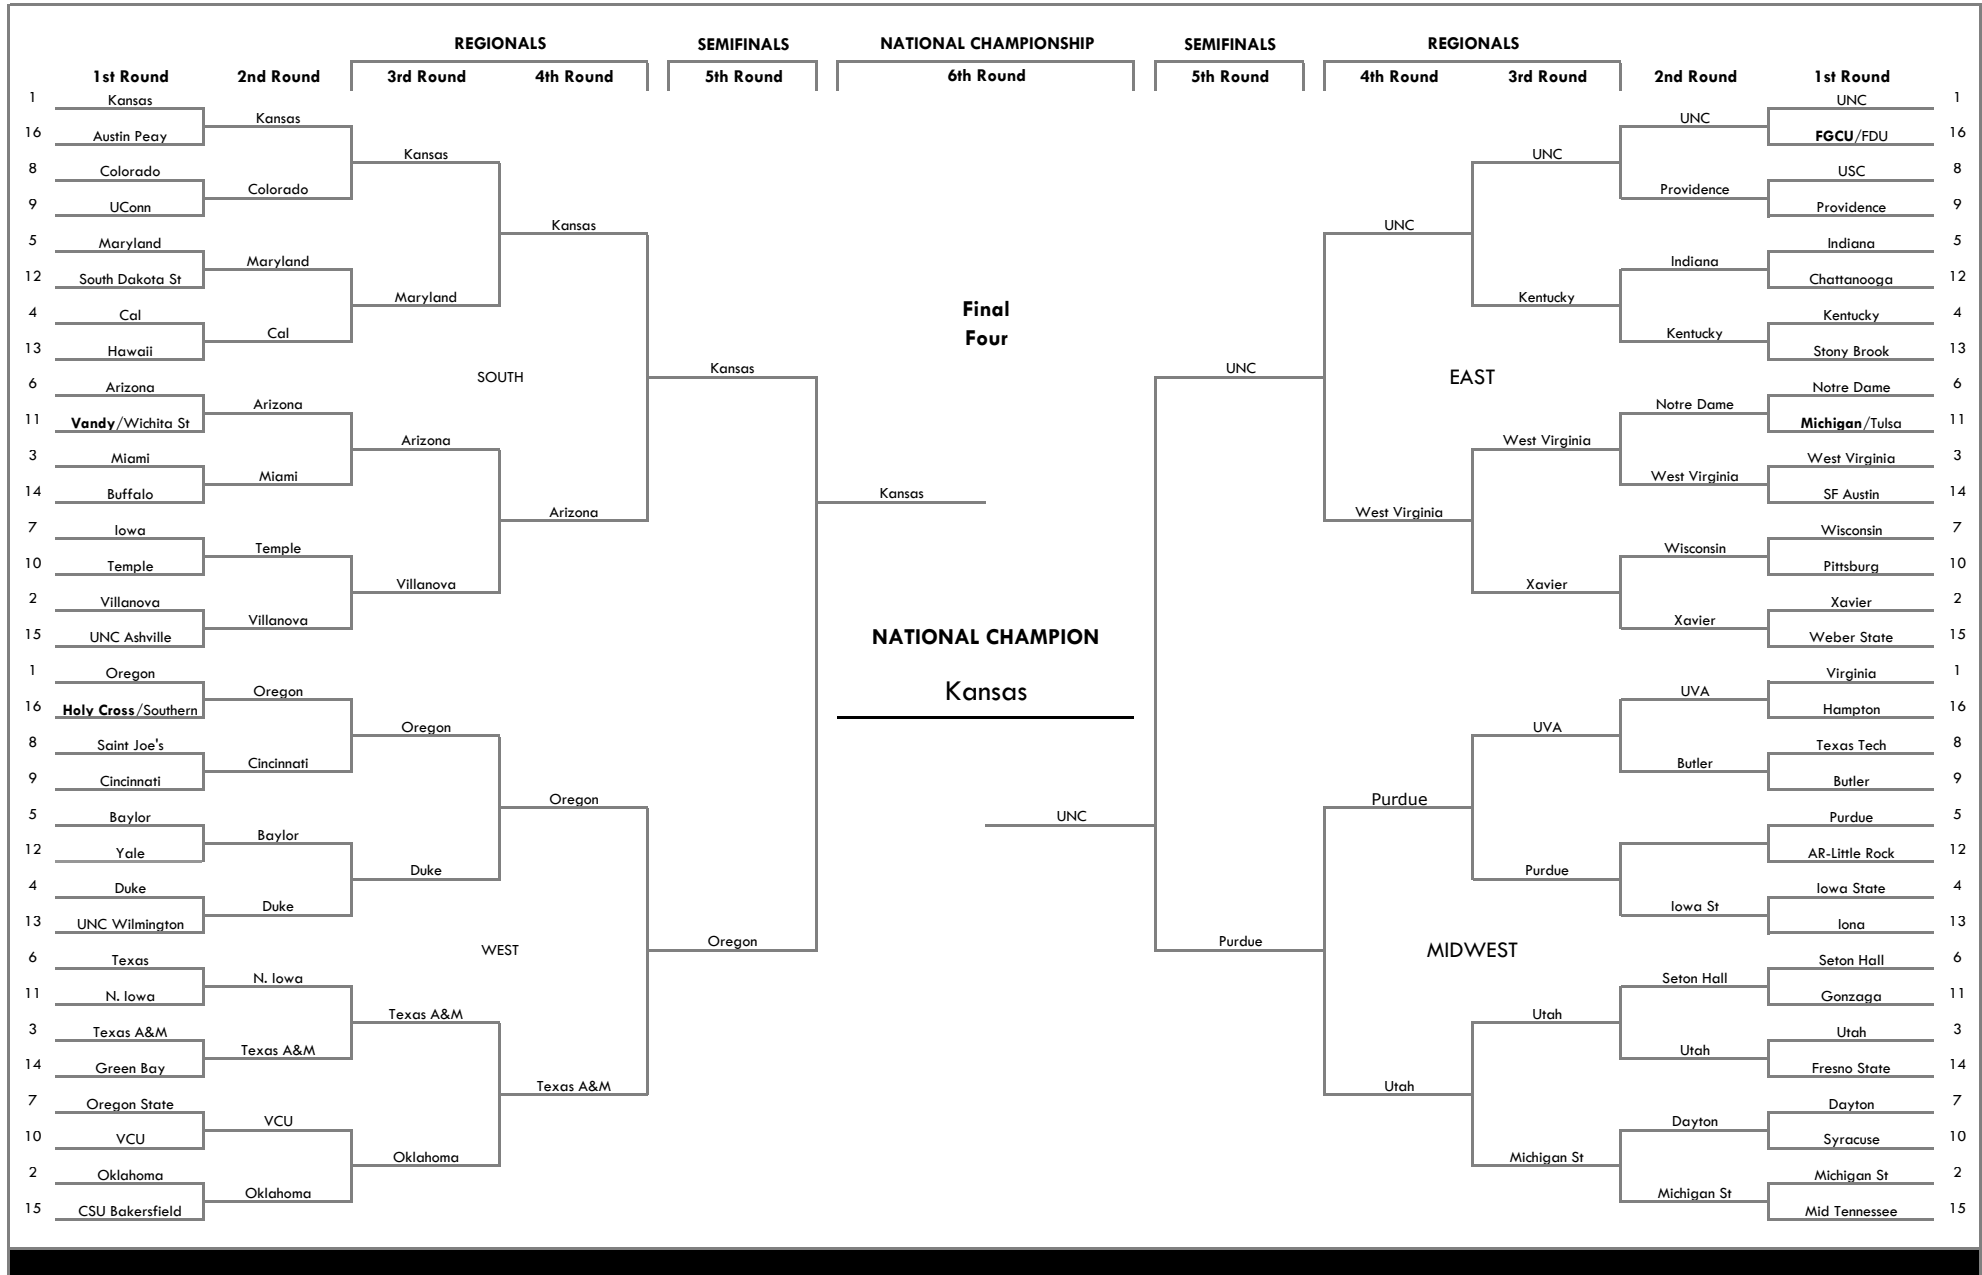 REGIONALS SEMIFINALS NATIONAL CHAMPIONSHIP SEMIFINALS REGIONALS
1st Round 2nd Round 3rd Round 4th Round 5th Round 6th Round 5th Round 4th Round 3rd Round 2nd Round 1st Round
1 Kansas
16 Austin Peay
8 Colorado
9 UConn
5 Maryland
12 South Dakota St
4 Cal
13 Hawaii
6 Arizona
11 Vandy/Wichita St
3 Miami
14 Buffalo
7 Iowa
10 Temple
2 Villanova
15 UNC Ashville
1 Oregon
16 Holy Cross/Southern
8 Saint Joe's
9 Cincinnati
5 Baylor
12 Yale
4 Duke
13 UNC Wilmington
6 Texas
11 N. Iowa
3 Texas A&M
14 Green Bay
7 Oregon State
10 VCU
2 Oklahoma
15 CSU Bakersfield
Kansas
Colorado
Maryland
Cal
Arizona
Miami
Temple
Villanova
Oregon
Cincinnati
Baylor
Duke
N. Iowa
Texas A&M
VCU
Oklahoma
Kansas
Maryland
Arizona
Villanova
Oregon
Duke
Texas A&M
Oklahoma
SOUTH
WEST
Kansas
Arizona
Oregon
Texas A&M
Kansas
Oregon
Kansas
Final
Four
NATIONAL CHAMPION
Kansas
UNC
UNC
Purdue
UNC
West Virginia
Purdue
Utah
EAST
MIDWEST
UNC
Kentucky
West Virginia
Xavier
UVA
Purdue
Utah
Michigan St
UNC
Providence
Indiana
Kentucky
Notre Dame
West Virginia
Wisconsin
Xavier
UVA
Butler
Iowa St
Seton Hall
Utah
Dayton
Michigan St
UNC 1
FGCU/FDU 16
USC 8
Providence 9
Indiana 5
Chattanooga 12
Kentucky 4
Stony Brook 13
Notre Dame 6
Michigan/Tulsa 11
West Virginia 3
SF Austin 14
Wisconsin 7
Pittsburg 10
Xavier 2
Weber State 15
Virginia 1
Hampton 16
Texas Tech 8
Butler 9
Purdue 5
AR-Little Rock 12
Iowa State 4
Iona 13
Seton Hall 6
Gonzaga 11
Utah 3
Fresno State 14
Dayton 7
Syracuse 10
Michigan St 2
Mid Tennessee 15